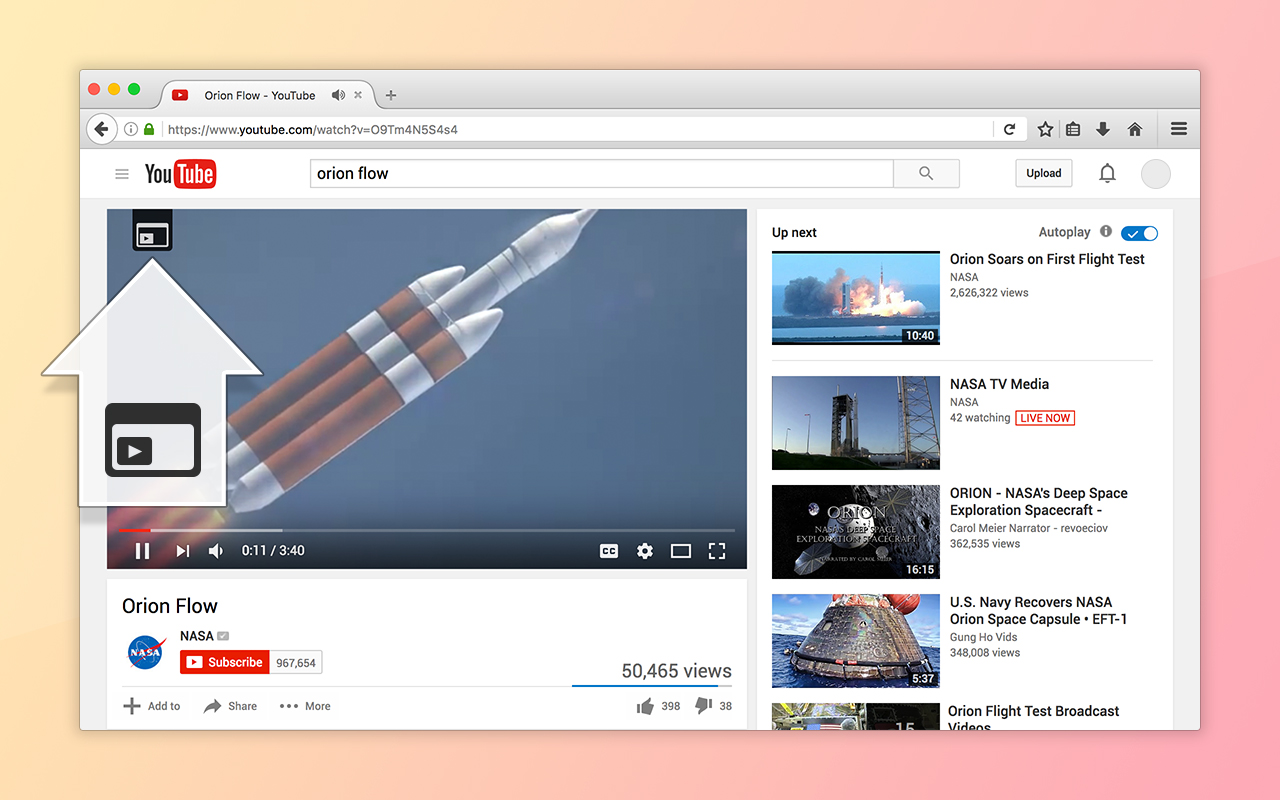 Orion Flow - YouTube
https://www.youtube.com/watch?v=O9Tm4N5S4s4
YouTube
orion flow
Upload
0:11 / 3:40
CC
Orion Flow
NASA
NASA
Subscribe 967,654
50,465 views
Add to Share More
398 38
Up next
Autoplay
10:40
Orion Soars on First Flight Test
NASA
2,626,322 views
NASA TV Media
NASA
42 watching LIVE NOW
ORION
NASA'S DEEP SPACE
EXPLORATION SPACECRAFT
NARRATED BY CAROL MEIER
16:15
ORION - NASA's Deep Space
Exploration Spacecraft -
Carol Meier Narrator - revoeciov
362,535 views
5:37
U.S. Navy Recovers NASA
Orion Space Capsule • EFT-1
Gung Ho Vids
348,008 views
15
Orion Flight Test Broadcast
Videos